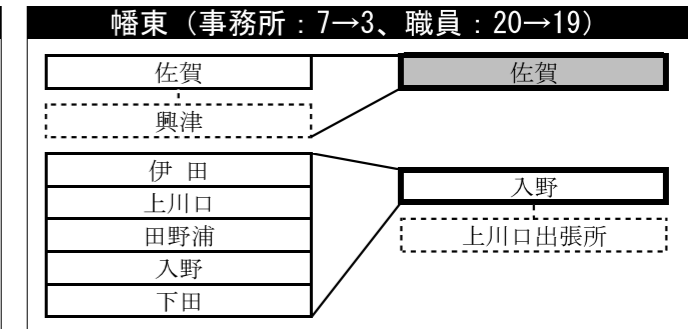 幡東（事務所：7→3、職員：20→19）
佐賀
興津
伊 田
上川口
田野浦
入野
下田
佐賀
入野
上川口出張所